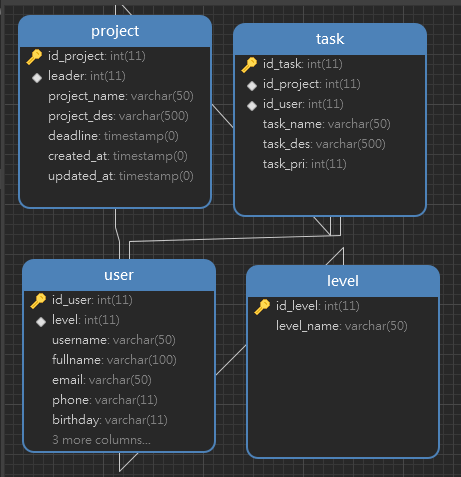 project
id_project: int(11)
leader: int(11)
project_name: varchar(50)
project_des: varchar(500)
deadline: timestamp(0)
created_at: timestamp(0)
updated_at: timestamp(0)
task
id_task: int(11)
id_project: int(11)
id_user: int(11)
task_name: varchar(50)
task_des: varchar(500)
task_pri: int(11)
user
id_user: int(11)
level: int(11)
username: varchar(50)
fullname: varchar(100)
email: varchar(50)
phone: varchar(11)
birthday: varchar(11)
3 more columns...
level
id_level: int(11)
level_name: varchar(50)